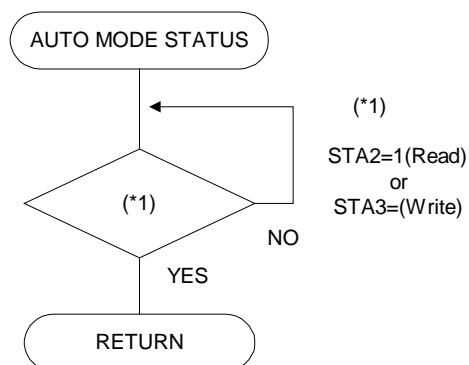 AUTO MODE STATUS
(*1)
STA2=1(Read)
or
STA3=(Write)
(*1)
NO
YES
RETURN